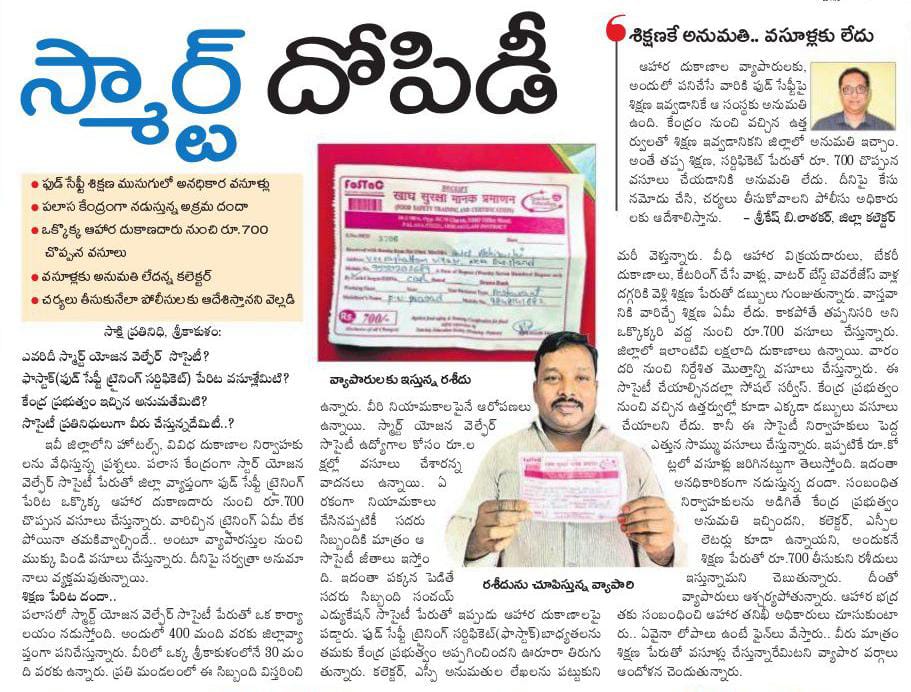 స్మార్ట్ దోపిడీ
• ఫుడ్ సేఫ్టీ శిక్షణ ముసుగులో అనధికార వసూళ్లు
• పలాస కేంద్రంగా నడుస్తున్న అక్రమ దందా
• ఒక్కొక్క ఆహార దుకాణదారు నుంచి రూ.700
చొప్పున వసూలు
• వసూళ్లకు అనుమతి లేదన్న కలెక్టర్
• చర్యలు తీసుకునేలా పోలీసులకు ఆదేశిస్తానని వెల్లడి
సాక్షి ప్రతినిధి, శ్రీకాకుళం:
ఎవరిదీ స్మార్ట్ యోజన వెల్ఫేర్ సొసైటీ?
ఫాస్టాక్(ఫుడ్ సేఫ్టీ ట్రైనింగ్ సర్టిఫికెట్) పేరిట వసూళ్లేమిటి?
కేంద్ర ప్రభుత్వం ఇచ్చిన అనుమతేమిటి?
సొసైటీ ప్రతినిధులుగా వీరు చేస్తున్నదేమిటి..?
ఇవీ జిల్లాలోని హోటల్స్, వివిధ దుకాణాల నిర్వాహకు
లను వేధిస్తున్న ప్రశ్నలు. పలాస కేంద్రంగా స్టార్ యోజన
వెల్ఫేర్ సొసైటీ పేరుతో జిల్లా వ్యాప్తంగా ఫుడ్ సేఫ్టీ ట్రైనింగ్
పేరిట ఒక్కొక్క ఆహార దుకాణదారు నుంచి రూ.700
చొప్పున వసూలు చేస్తున్నారు. వారిచ్చిన ట్రైనింగ్ ఏమీ లేక
పోయినా తమకివ్వాల్సిందే.. అంటూ వ్యాపారస్తుల నుంచి
ముక్కు పిండి వసూలు చేస్తున్నారు. దీనిపై సర్వత్రా అనుమా
నాలు వ్యక్తమవుతున్నాయి.
శిక్షణ పేరిట దందా..
పలాసలో స్మార్ట్ యోజన వెల్ఫేర్ సొసైటీ పేరుతో ఒక కార్యా
లయం నడుస్తోంది. అందులో 400 మంది వరకు జిల్లావ్యా
ప్తంగా పనిచేస్తున్నారు. వీరిలో ఒక్క శ్రీకాకుళంలోనే 30 మం
ది వరకు ఉన్నారు. ప్రతి మండలంలో ఈ సిబ్బంది విస్తరించి
FaSTaC
RECEIPT
खाद्य सुरक्षा मानक प्रमाणन
(FOOD SAFETY TRAINING AND CERTIFICATION)
Rs. 700/-
వ్యాపారులకు ఇస్తున్న రశీదు
ఉన్నారు. వీరి నియామకాలపైనే ఆరోపణలు
ఉన్నాయి. స్మార్ట్ యోజన వెల్ఫేర్
సొసైటీ ఉద్యోగాల కోసం రూ.ల
క్షల్లో వసూలు చేశారన్న
వాదనలు ఉన్నాయి. ఏ
రకంగా నియామకాలు
చేసినప్పటికీ సదరు
సిబ్బందికి మాత్రం ఆ
సొసైటీ జీతాలు ఇస్తోం
ది. ఇదంతా పక్కన పెడితే
సదరు సిబ్బంది సంచయ్
ఎడ్యుకేషన్ సొసైటీ పేరుతో ఇప్పుడు ఆహార దుకాణాలపై
పడ్డారు. ఫుడ్ సేఫ్టీ ట్రైనింగ్ సర్టిఫికెట్(ఫాస్టాక్)బాధ్యతలను
తమకు కేంద్ర ప్రభుత్వం అప్పగించిందని ఊరూరా తిరుగు
తున్నారు. కలెక్టర్, ఎస్పీ అనుమతుల లేఖలను పట్టుకుని
రశీదును చూపిస్తున్న వ్యాపారి
శిక్షణకే అనుమతి.. వసూళ్లకు లేదు
ఆహార దుకాణాల వ్యాపారులకు,
అందులో పనిచేసే వారికి ఫుడ్ సేఫ్టీపై
శిక్షణ ఇవ్వడానికే ఆ సంస్థకు అనుమతి
ఉంది. కేంద్రం నుంచి వచ్చిన ఉత్త
ర్వులతో శిక్షణ ఇవ్వడానికని జిల్లాలో అనుమతి ఇచ్చాం.
అంతే తప్ప శిక్షణ, సర్టిఫికెట్ పేరుతో రూ. 700 చొప్పున
వసూలు చేయడానికి అనుమతి లేదు. దీనిపై కేసు
నమోదు చేసి, చర్యలు తీసుకోవాలని పోలీసు అధికారు
లకు ఆదేశాలిస్తాను. – శ్రీకేష్ బి.లాఠకర్, జిల్లా కలెక్టర్
మరీ వెళ్తున్నారు. వీధి ఆహార విక్రయదారులు, బేకరీ
దుకాణాలు, కేటరింగ్ చేసే వాళ్లు, వాటర్ బేస్డ్ బెవరేజెస్ వాళ్ల
దగ్గరికి వెళ్లి శిక్షణ పేరుతో డబ్బులు గుంజుతున్నారు. వాస్తవా
నికి వారిచ్చే శిక్షణ ఏమీ లేదు. కాకపోతే తప్పనిసరి అని
ఒక్కొక్కరి వద్ద నుంచి రూ.700 వసూలు చేస్తున్నారు.
జిల్లాలో ఇలాంటివి లక్షలాది దుకాణాలు ఉన్నాయి. వారం
దరి నుంచి నిర్దేశిత మొత్తాన్ని వసూలు చేస్తున్నారు. ఈ
సొసైటీ చేయాల్సినదల్లా సోషల్ సర్వీస్. కేంద్ర ప్రభుత్వం
నుంచి వచ్చిన ఉత్తర్వుల్లో కూడా ఎక్కడా డబ్బులు వసూలు
చేయాలని లేదు. కానీ ఈ సొసైటీ నిర్వాహకులు పెద్ద
ఎత్తున సొమ్ము వసూలు చేస్తున్నారు. ఇప్పటికే రూ.కో
ట్లలో వసూళ్లు జరిగినట్టుగా తెలుస్తోంది. ఇదంతా
అనధికారికంగా నడుస్తున్న దందా. సంబంధిత
నిర్వాహకులను అడిగితే కేంద్ర ప్రభుత్వం
అనుమతి ఇచ్చిందని, కలెక్టర్, ఎస్పీల
లెటర్లు కూడా ఉన్నాయని, అందుకనే
శిక్షణ పేరుతో రూ.700 తీసుకుని రశీదులు
ఇస్తున్నామని చెబుతున్నారు. దీంతో
వ్యాపారులు ఆశ్చర్యపోతున్నారు. ఆహార భద్ర
తకు సంబంధించి ఆహార తనిఖీ అధికారులు చూసుకుంటా
రు.. ఏవైనా లోపాలు ఉంటే ఫైన్‌లు వేస్తారు.. వీరు మాత్రం
శిక్షణ పేరుతో వసూళ్లు చేస్తున్నారేమిటని వ్యాపార వర్గాలు
ఆందోళన చెందుతున్నారు.